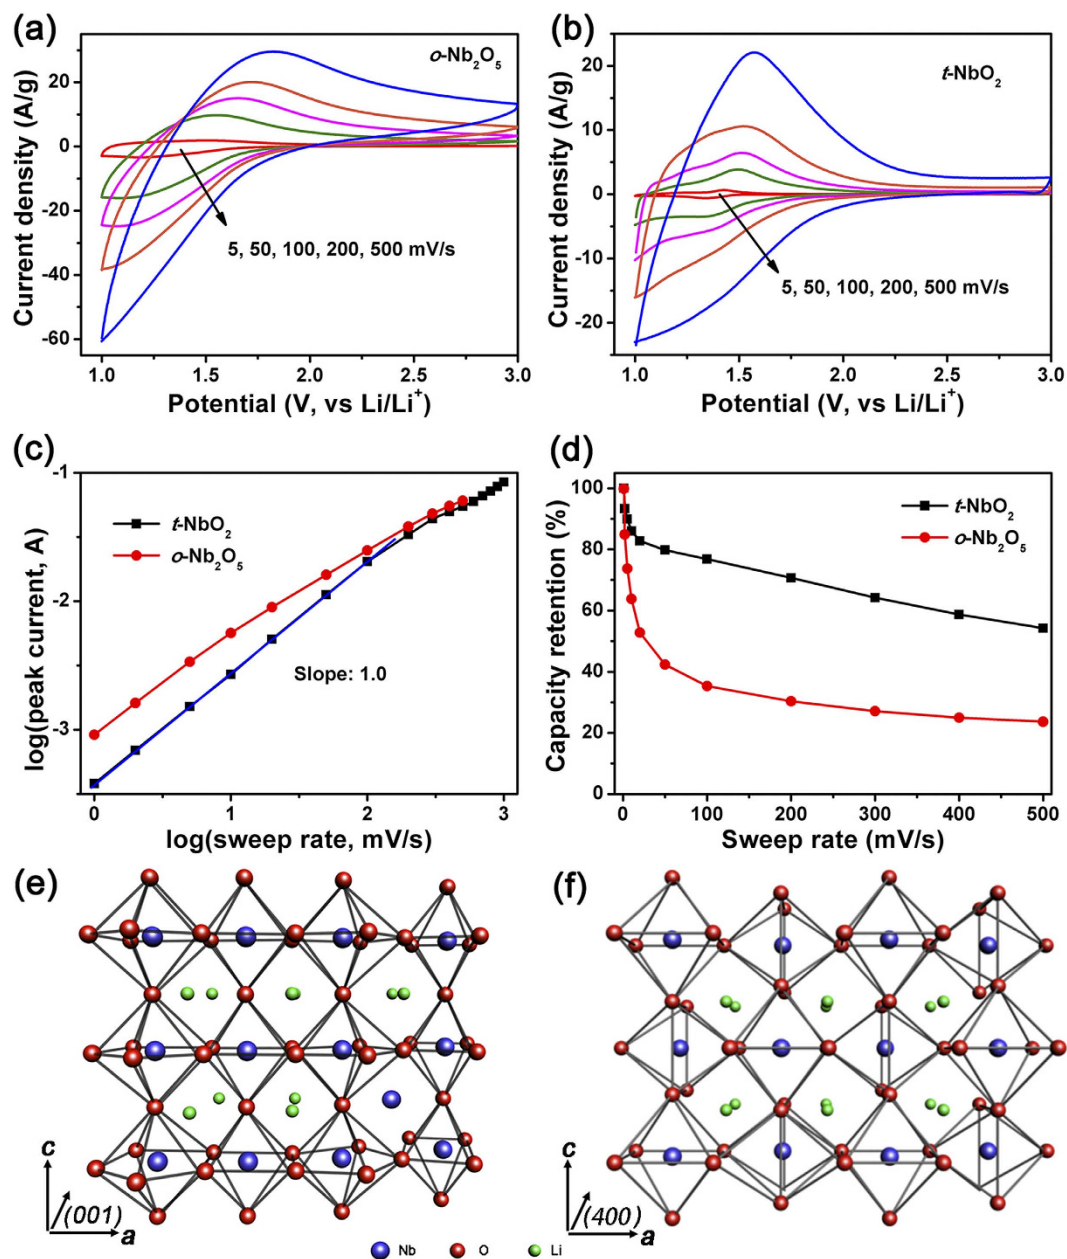 (a)
o-Nb₂O₅
Current density (A/g)
20
0
-20
-40
-60
5, 50, 100, 200, 500 mV/s
1.0 1.5 2.0 2.5 3.0
Potential (V, vs Li/Li⁺)
(b)
t-NbO₂
Current density (A/g)
20
10
0
-10
-20
5, 50, 100, 200, 500 mV/s
1.0 1.5 2.0 2.5 3.0
Potential (V, vs Li/Li⁺)
(c)
log(peak current, A)
-1
-2
-3
t-NbO₂
o-Nb₂O₅
Slope: 1.0
0 1 2 3
log(sweep rate, mV/s)
(d)
Capacity retention (%)
100
80
60
40
20
0
t-NbO₂
o-Nb₂O₅
0 100 200 300 400 500
Sweep rate (mV/s)
(e)
c
(001)
a
(f)
c
(400)
a
Nb O Li